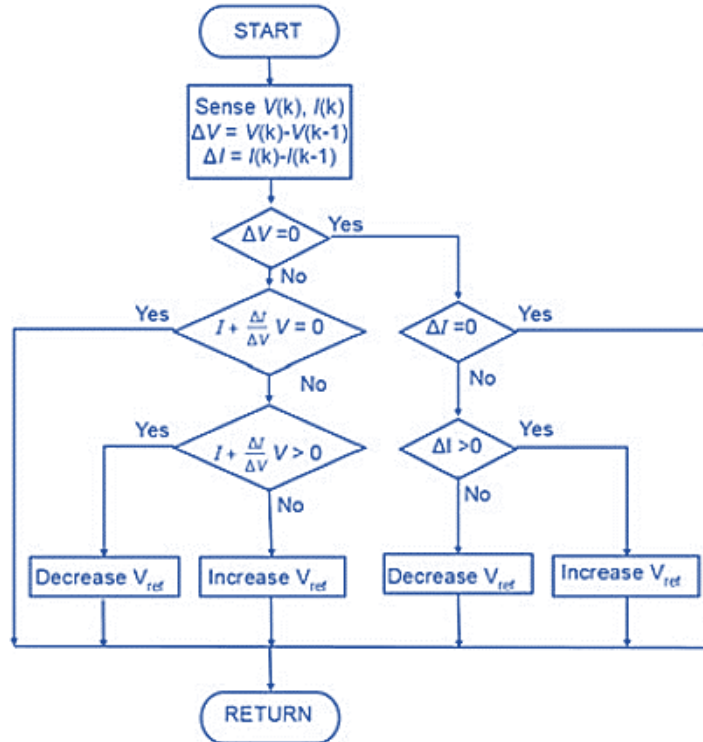 START
Sense V(k), I(k)
ΔV = V(k)-V(k-1)
ΔI = I(k)-I(k-1)
ΔV =0
Yes
No
Yes
I + ΔI/ΔV V = 0
ΔI =0
Yes
No
No
Yes
I + ΔI/ΔV V > 0
ΔI >0
Yes
No
No
Decrease Vref
Increase Vref
Decrease Vref
Increase Vref
RETURN